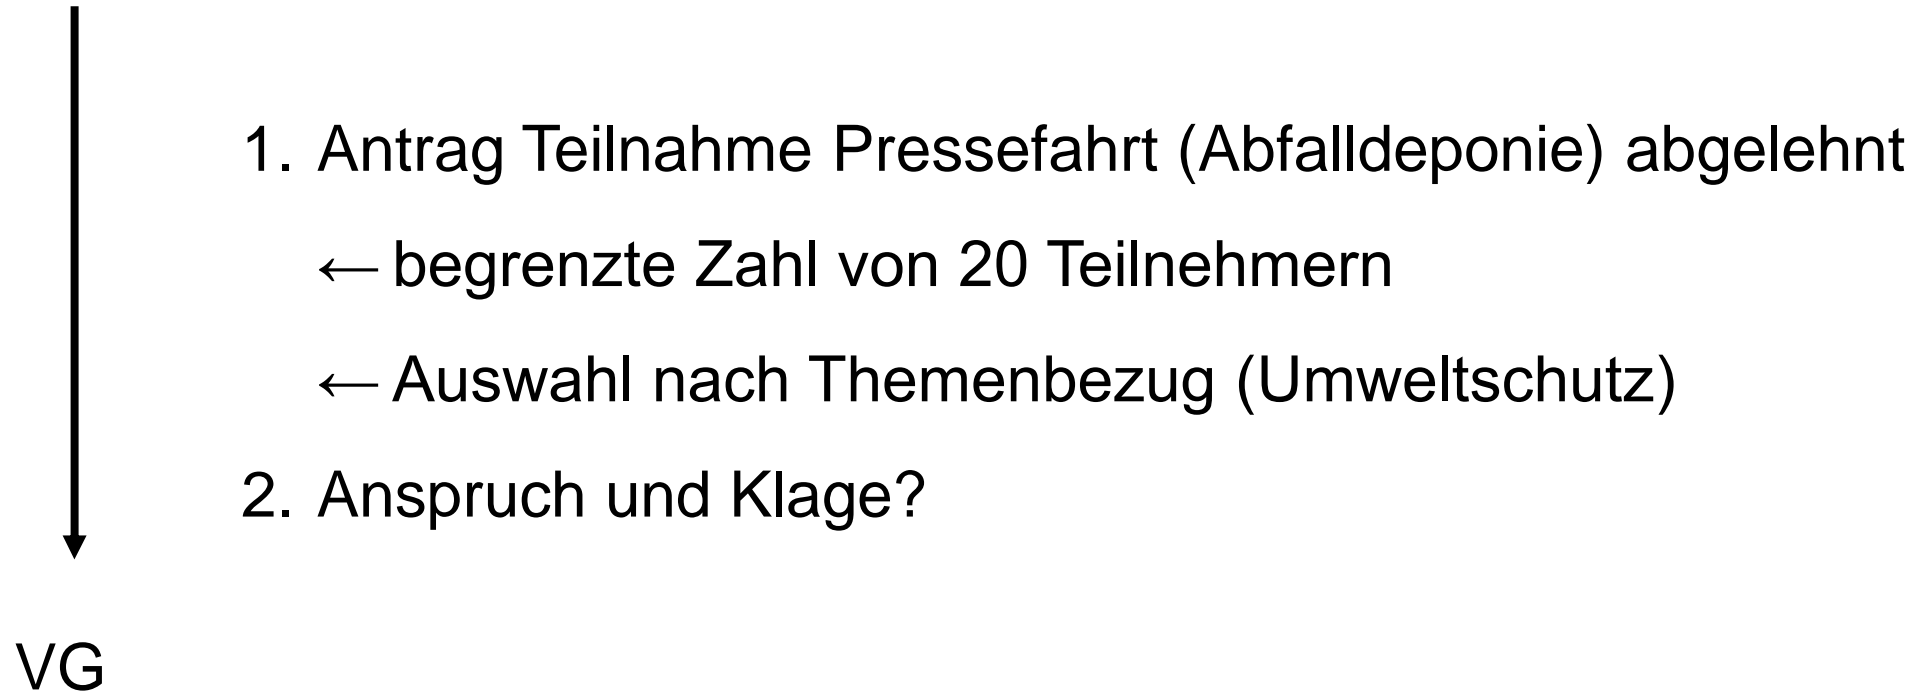 1. Antrag Teilnahme Pressefahrt (Abfalldeponie) abgelehnt
← begrenzte Zahl von 20 Teilnehmern
← Auswahl nach Themenbezug (Umweltschutz)
2. Anspruch und Klage?
VG